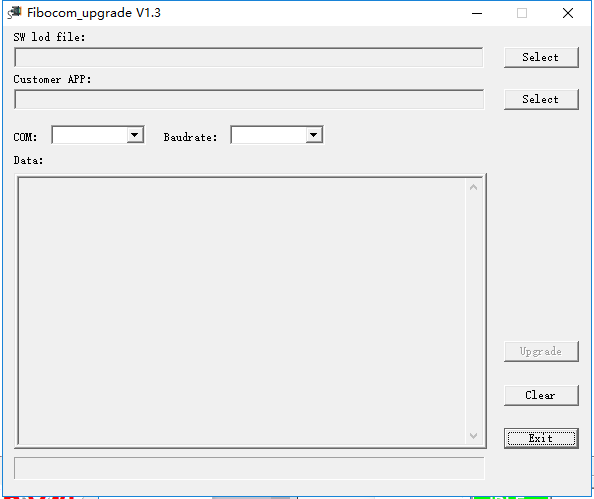 Fibocom_upgrade V1.3
SW lod file:
Select
Customer APP:
Select
COM: Baudrate:
Data:
Upgrade
Clear
Exit